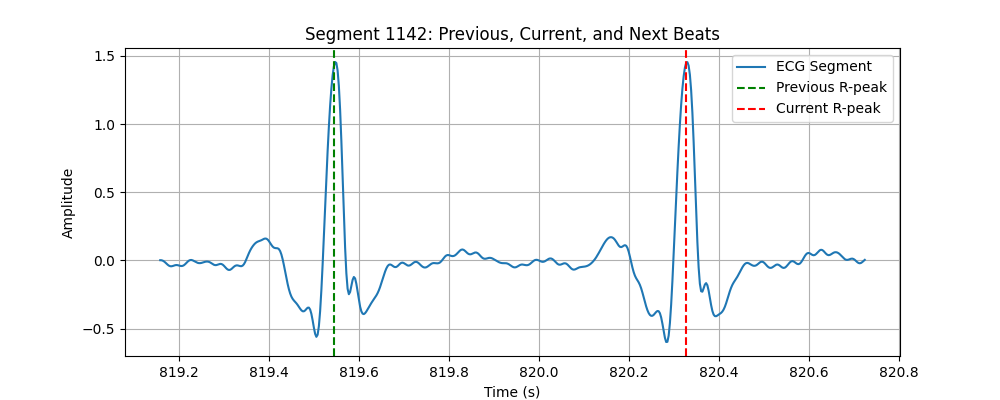 Segment 1142: Previous, Current, and Next Beats
ECG Segment
Previous R-peak
Current R-peak
1.5
1.0
0.5
0.0
−0.5
Amplitude
819.2 819.4 819.6 819.8 820.0 820.2 820.4 820.6 820.8
Time (s)